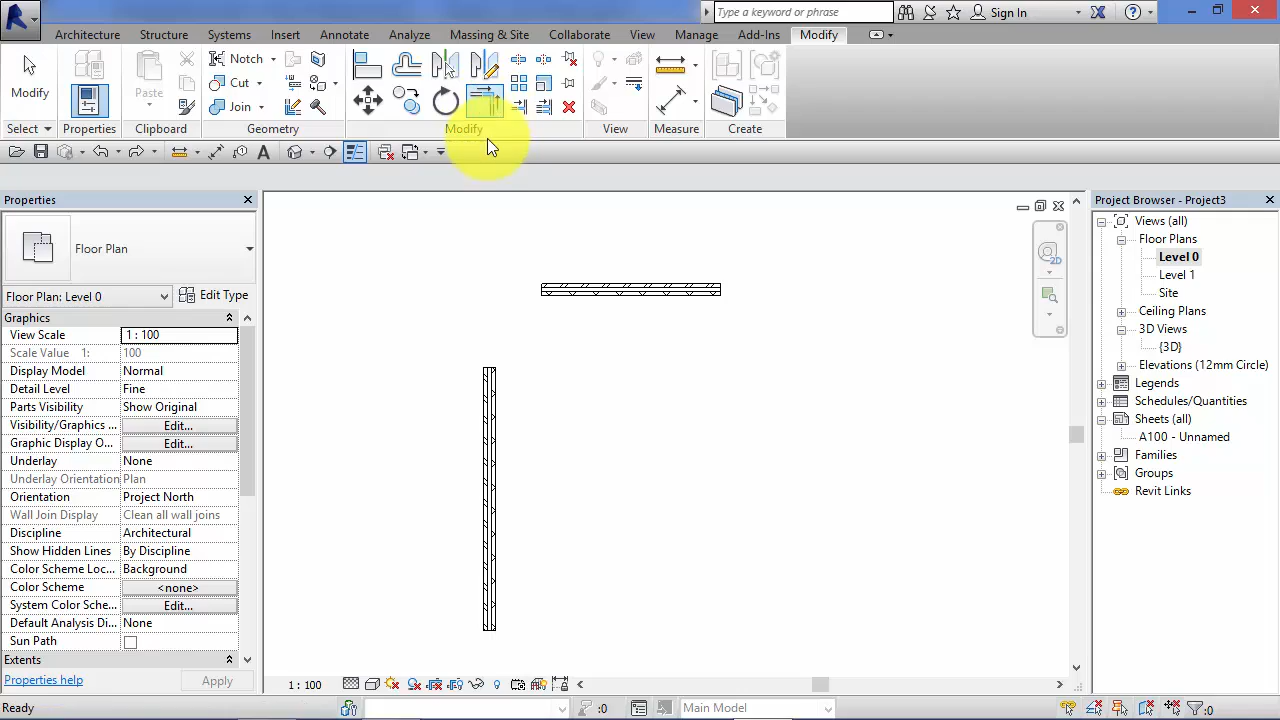 Type a keyword or phrase
Sign In
Architecture
Structure
Systems
Insert
Annotate
Analyze
Massing & Site
Collaborate
View
Manage
Add-Ins
Modify
Notch
Cut
Join
Modify
Paste
Select
Properties
Clipboard
Geometry
Modify
View
Measure
Create
Properties
Floor Plan
Floor Plan: Level 0
Edit Type
Graphics
View Scale
1 : 100
Scale Value 1:
100
Display Model
Normal
Detail Level
Fine
Parts Visibility
Show Original
Visibility/Graphics ...
Edit...
Graphic Display O...
Edit...
Underlay
None
Underlay Orientation
Plan
Orientation
Project North
Wall Join Display
Clean all wall joins
Discipline
Architectural
Show Hidden Lines
By Discipline
Color Scheme Loc...
Background
Color Scheme
<none>
System Color Sche...
Edit...
Default Analysis Di...
None
Sun Path
Extents
Properties help
Apply
2D
Project Browser - Project3
Views (all)
Floor Plans
Level 0
Level 1
Site
Ceiling Plans
3D Views
{3D}
Elevations (12mm Circle)
Legends
Schedules/Quantities
Sheets (all)
A100 - Unnamed
Families
Groups
Revit Links
1 : 100
Ready
:0
Main Model
:0